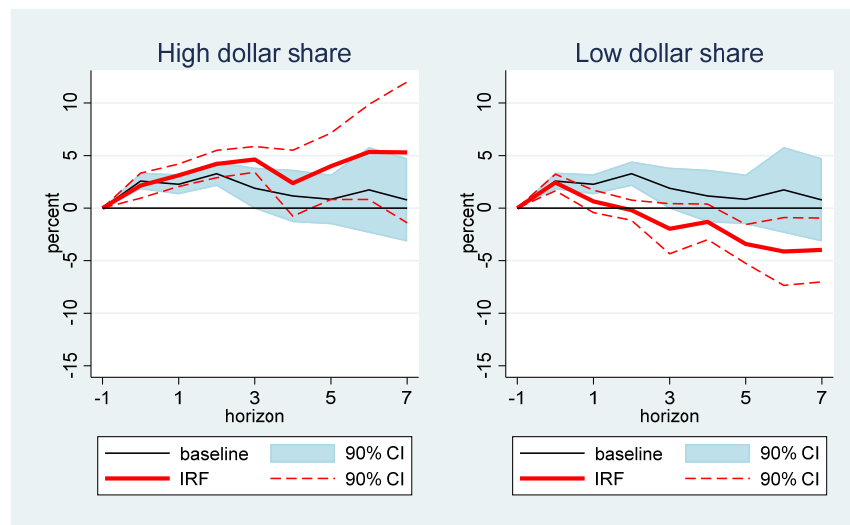 High dollar share
percent
10
5
0
-5
-10
-15
-1 1 3 5 7
horizon
baseline 90% CI
IRF 90% CI
Low dollar share
percent
10
5
0
-5
-10
-15
-1 1 3 5 7
horizon
baseline 90% CI
IRF 90% CI